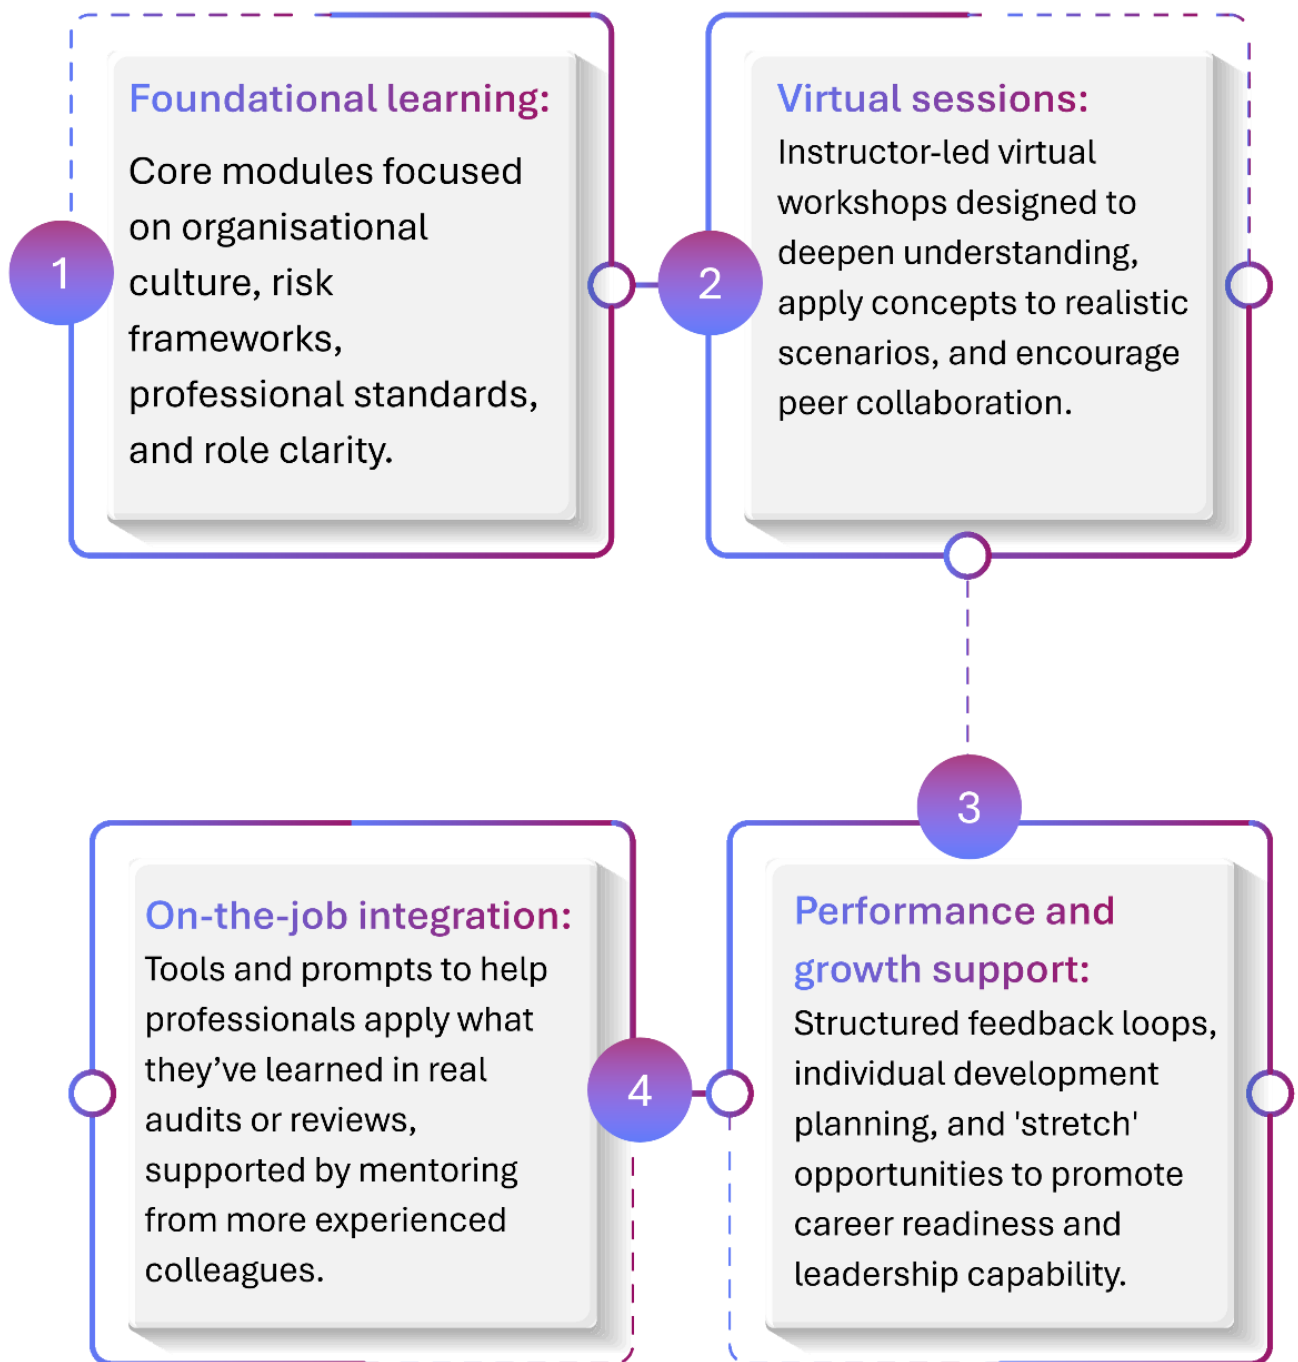 1
Foundational learning:
Core modules focused
on organisational
culture, risk
frameworks,
professional standards,
and role clarity.
2
Virtual sessions:
Instructor-led virtual
workshops designed to
deepen understanding,
apply concepts to realistic
scenarios, and encourage
peer collaboration.
3
Performance and
growth support:
Structured feedback loops,
individual development
planning, and 'stretch'
opportunities to promote
career readiness and
leadership capability.
4
On-the-job integration:
Tools and prompts to help
professionals apply what
they’ve learned in real
audits or reviews,
supported by mentoring
from more experienced
colleagues.